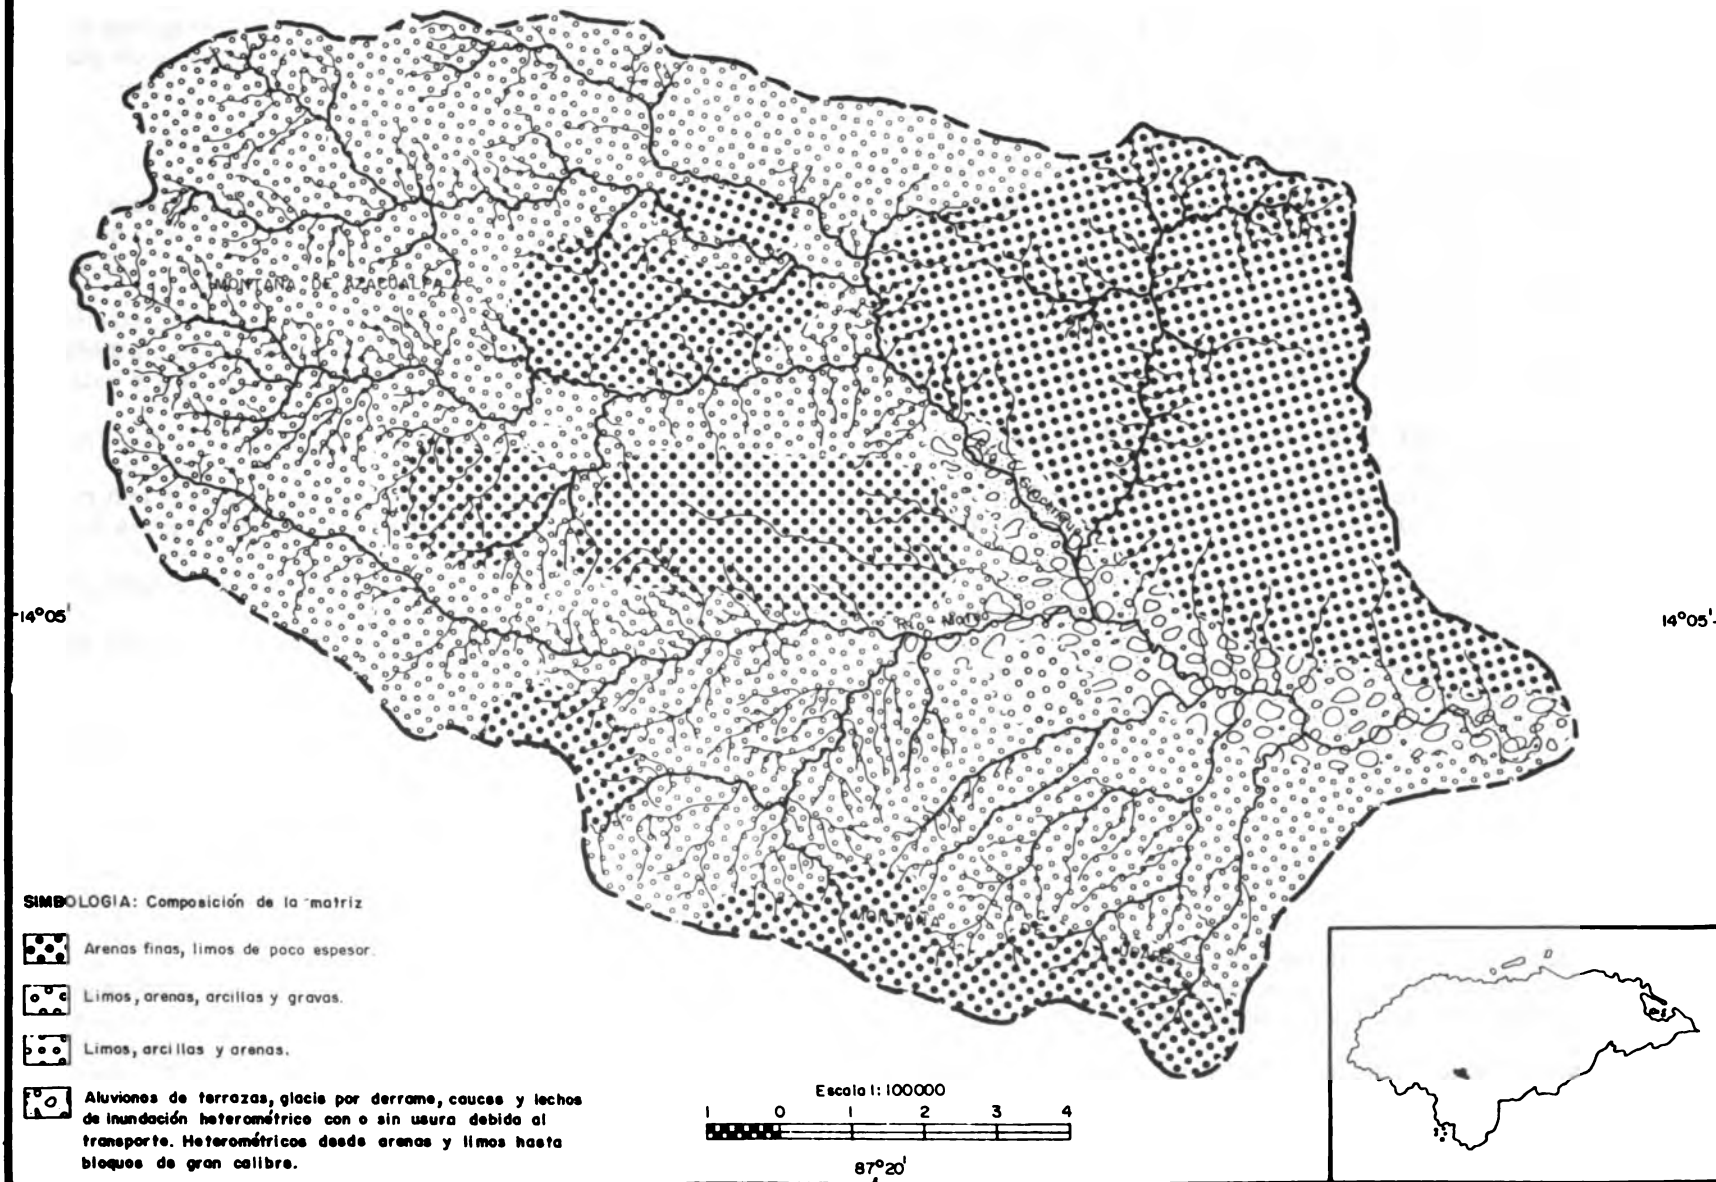 MONTAÑA DE AZACUALPA
Río
14°05'
14°05'
Río
MONTAÑA DE
SIMBOLOGIA: Composición de la matriz
Arenas finas, limos de poco espesor.
Limos, arenas, arcillas y gravas.
Limos, arcillas y arenas.
Aluviones de terrazas, glacis por derrame, cauces y lechos
de inundación heterométrico con o sin usura debida al
transporte. Heterométricos desde arenas y limos hasta
bloques de gran calibre.
Escala 1:100000
1 0 1 2 3 4
87°20'